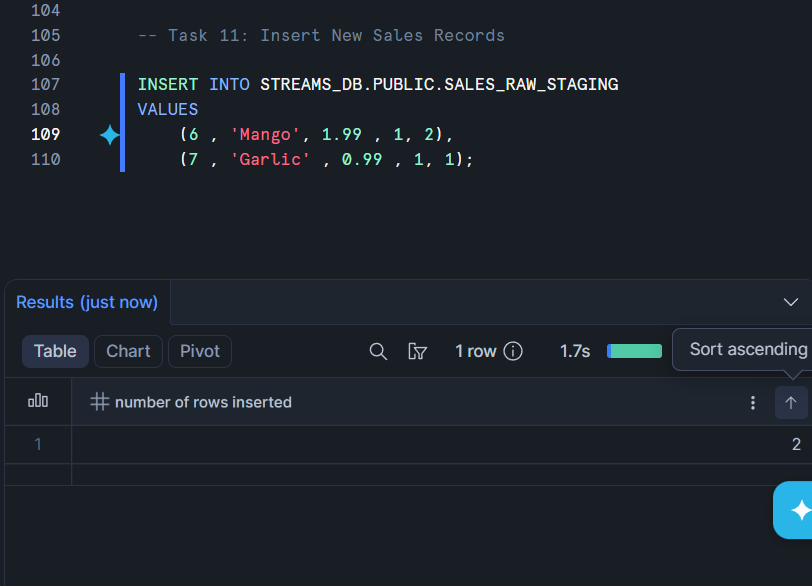 104
105 -- Task 11: Insert New Sales Records
106
107 INSERT INTO STREAMS_DB.PUBLIC.SALES_RAW_STAGING
108 VALUES
109 (6 , 'Mango', 1.99 , 1, 2),
110 (7 , 'Garlic' , 0.99 , 1, 1);
Results (just now)
Table Chart Pivot 1 row 1.7s Sort ascending
number of rows inserted
1 2